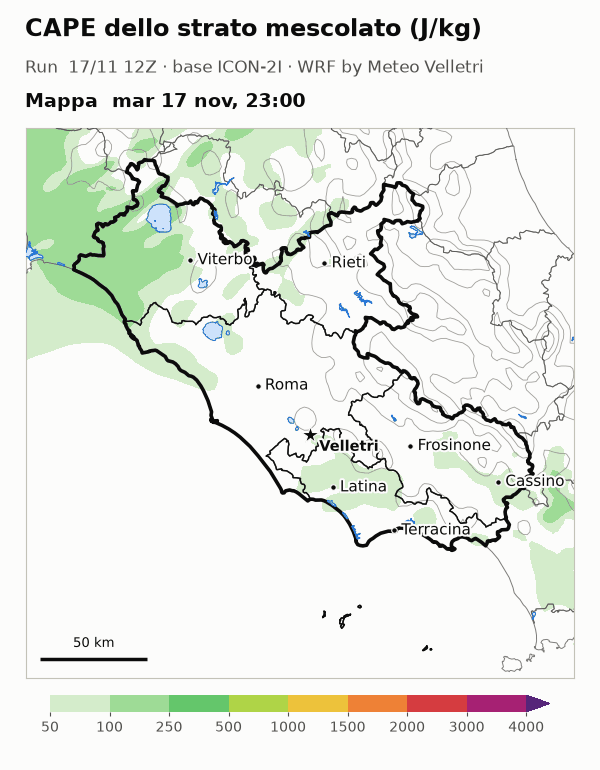 CAPE dello strato mescolato (J/kg)
Run  17/11 12Z · base ICON-2I · WRF by Meteo Velletri
Mappa  mar 17 nov, 23:00
Viterbo
Rieti
Roma
Velletri
Frosinone
Latina
Cassino
Terracina
50 km
50 100 250 500 1000 1500 2000 3000 4000